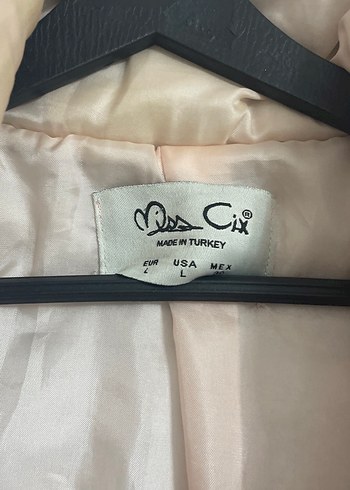 Miss Cix®
MADE IN TURKEY
EUR USA MEX
L L